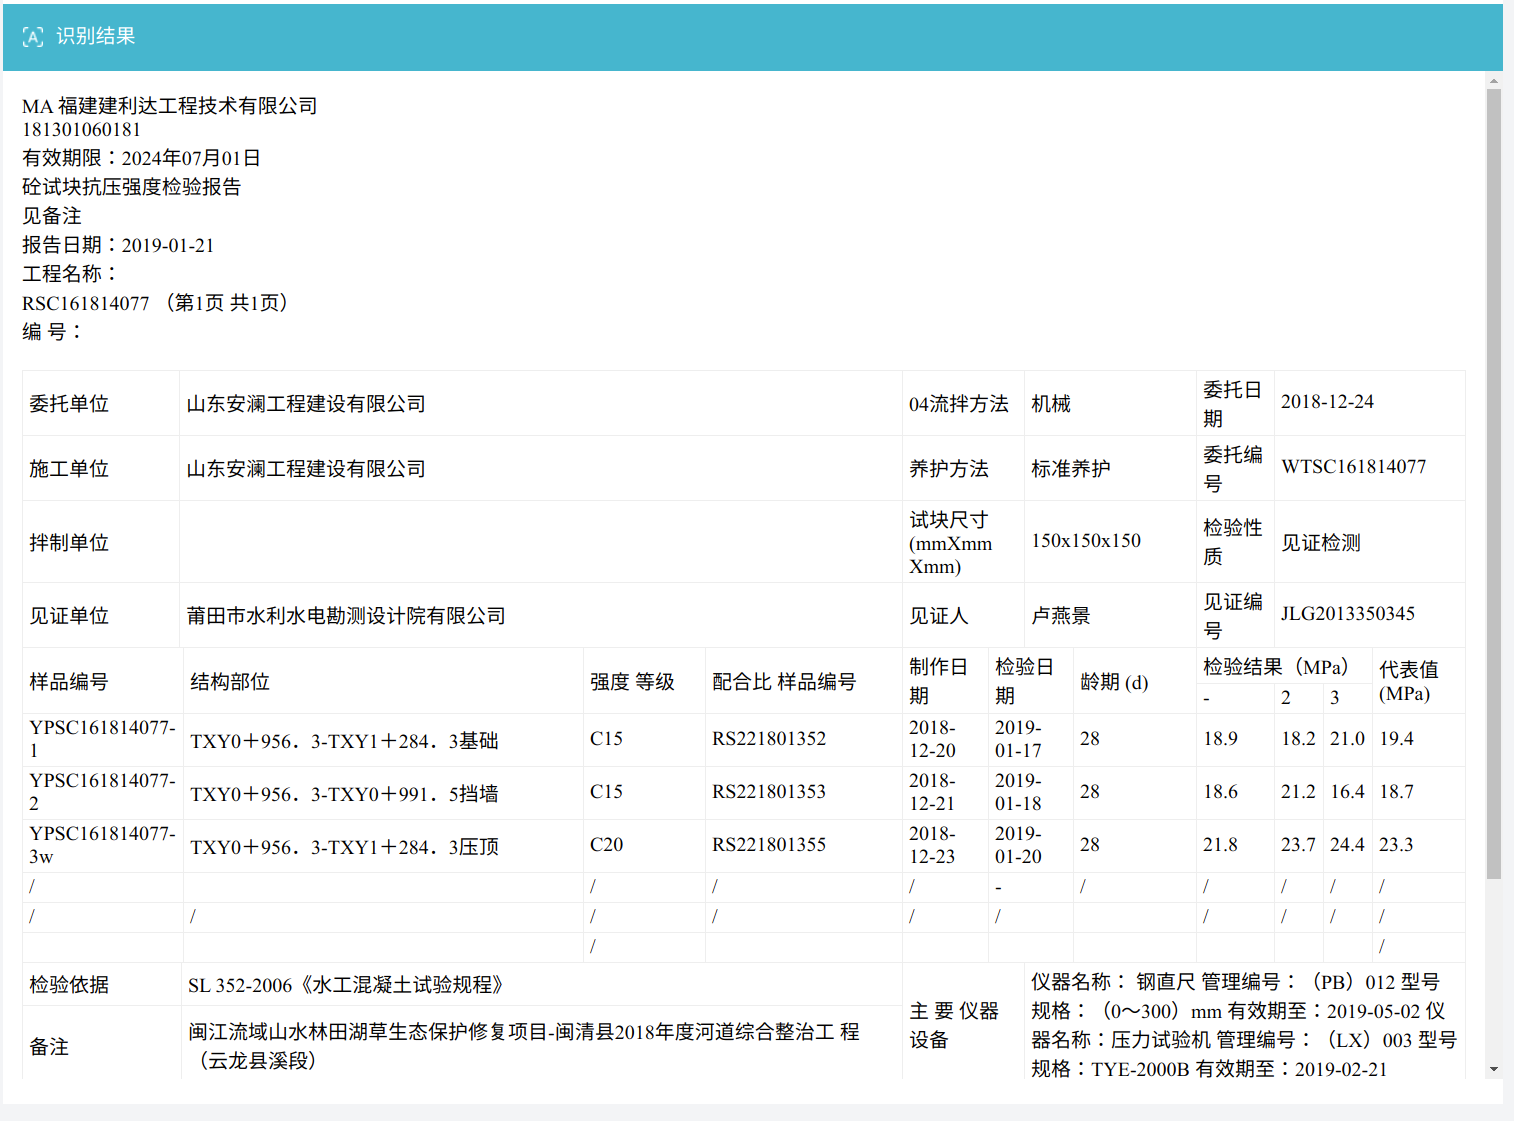 识别结果
MA 福建建利达工程技术有限公司
181301060181
有效期限：2024年07月01日
砼试块抗压强度检验报告
见备注
报告日期：2019-01-21
工程名称：
RSC161814077 （第1页 共1页）
编 号：
委托单位 山东安澜工程建设有限公司 04流拌方法 机械 委托日期 2018-12-24
施工单位 山东安澜工程建设有限公司 养护方法 标准养护 委托编号 WTSC161814077
拌制单位 试块尺寸(mmXmmXmm) 150x150x150 检验性质 见证检测
见证单位 莆田市水利水电勘测设计院有限公司 见证人 卢燕景 见证编号 JLG2013350345
样品编号 结构部位 强度 等级 配合比 样品编号 制作日期 检验日期 龄期 (d) 检验结果（MPa） 代表值(MPa)
- 2 3
YPSC161814077-1 TXY0＋956．3-TXY1＋284．3基础 C15 RS221801352 2018-12-20 2019-01-17 28 18.9 18.2 21.0 19.4
YPSC161814077-2 TXY0＋956．3-TXY0＋991．5挡墙 C15 RS221801353 2018-12-21 2019-01-18 28 18.6 21.2 16.4 18.7
YPSC161814077-3w TXY0＋956．3-TXY1＋284．3压顶 C20 RS221801355 2018-12-23 2019-01-20 28 21.8 23.7 24.4 23.3
/ / / / - / / / / /
/ / / / / / / / / /
/ /
检验依据 SL 352-2006《水工混凝土试验规程》
备注 闽江流域山水林田湖草生态保护修复项目-闽清县2018年度河道综合整治工 程
（云龙县溪段）
主 要 仪器
设备
仪器名称： 钢直尺 管理编号：（PB）012 型号
规格：（0～300）mm 有效期至：2019-05-02 仪
器名称：压力试验机 管理编号：（LX）003 型号
规格：TYE-2000B 有效期至：2019-02-21